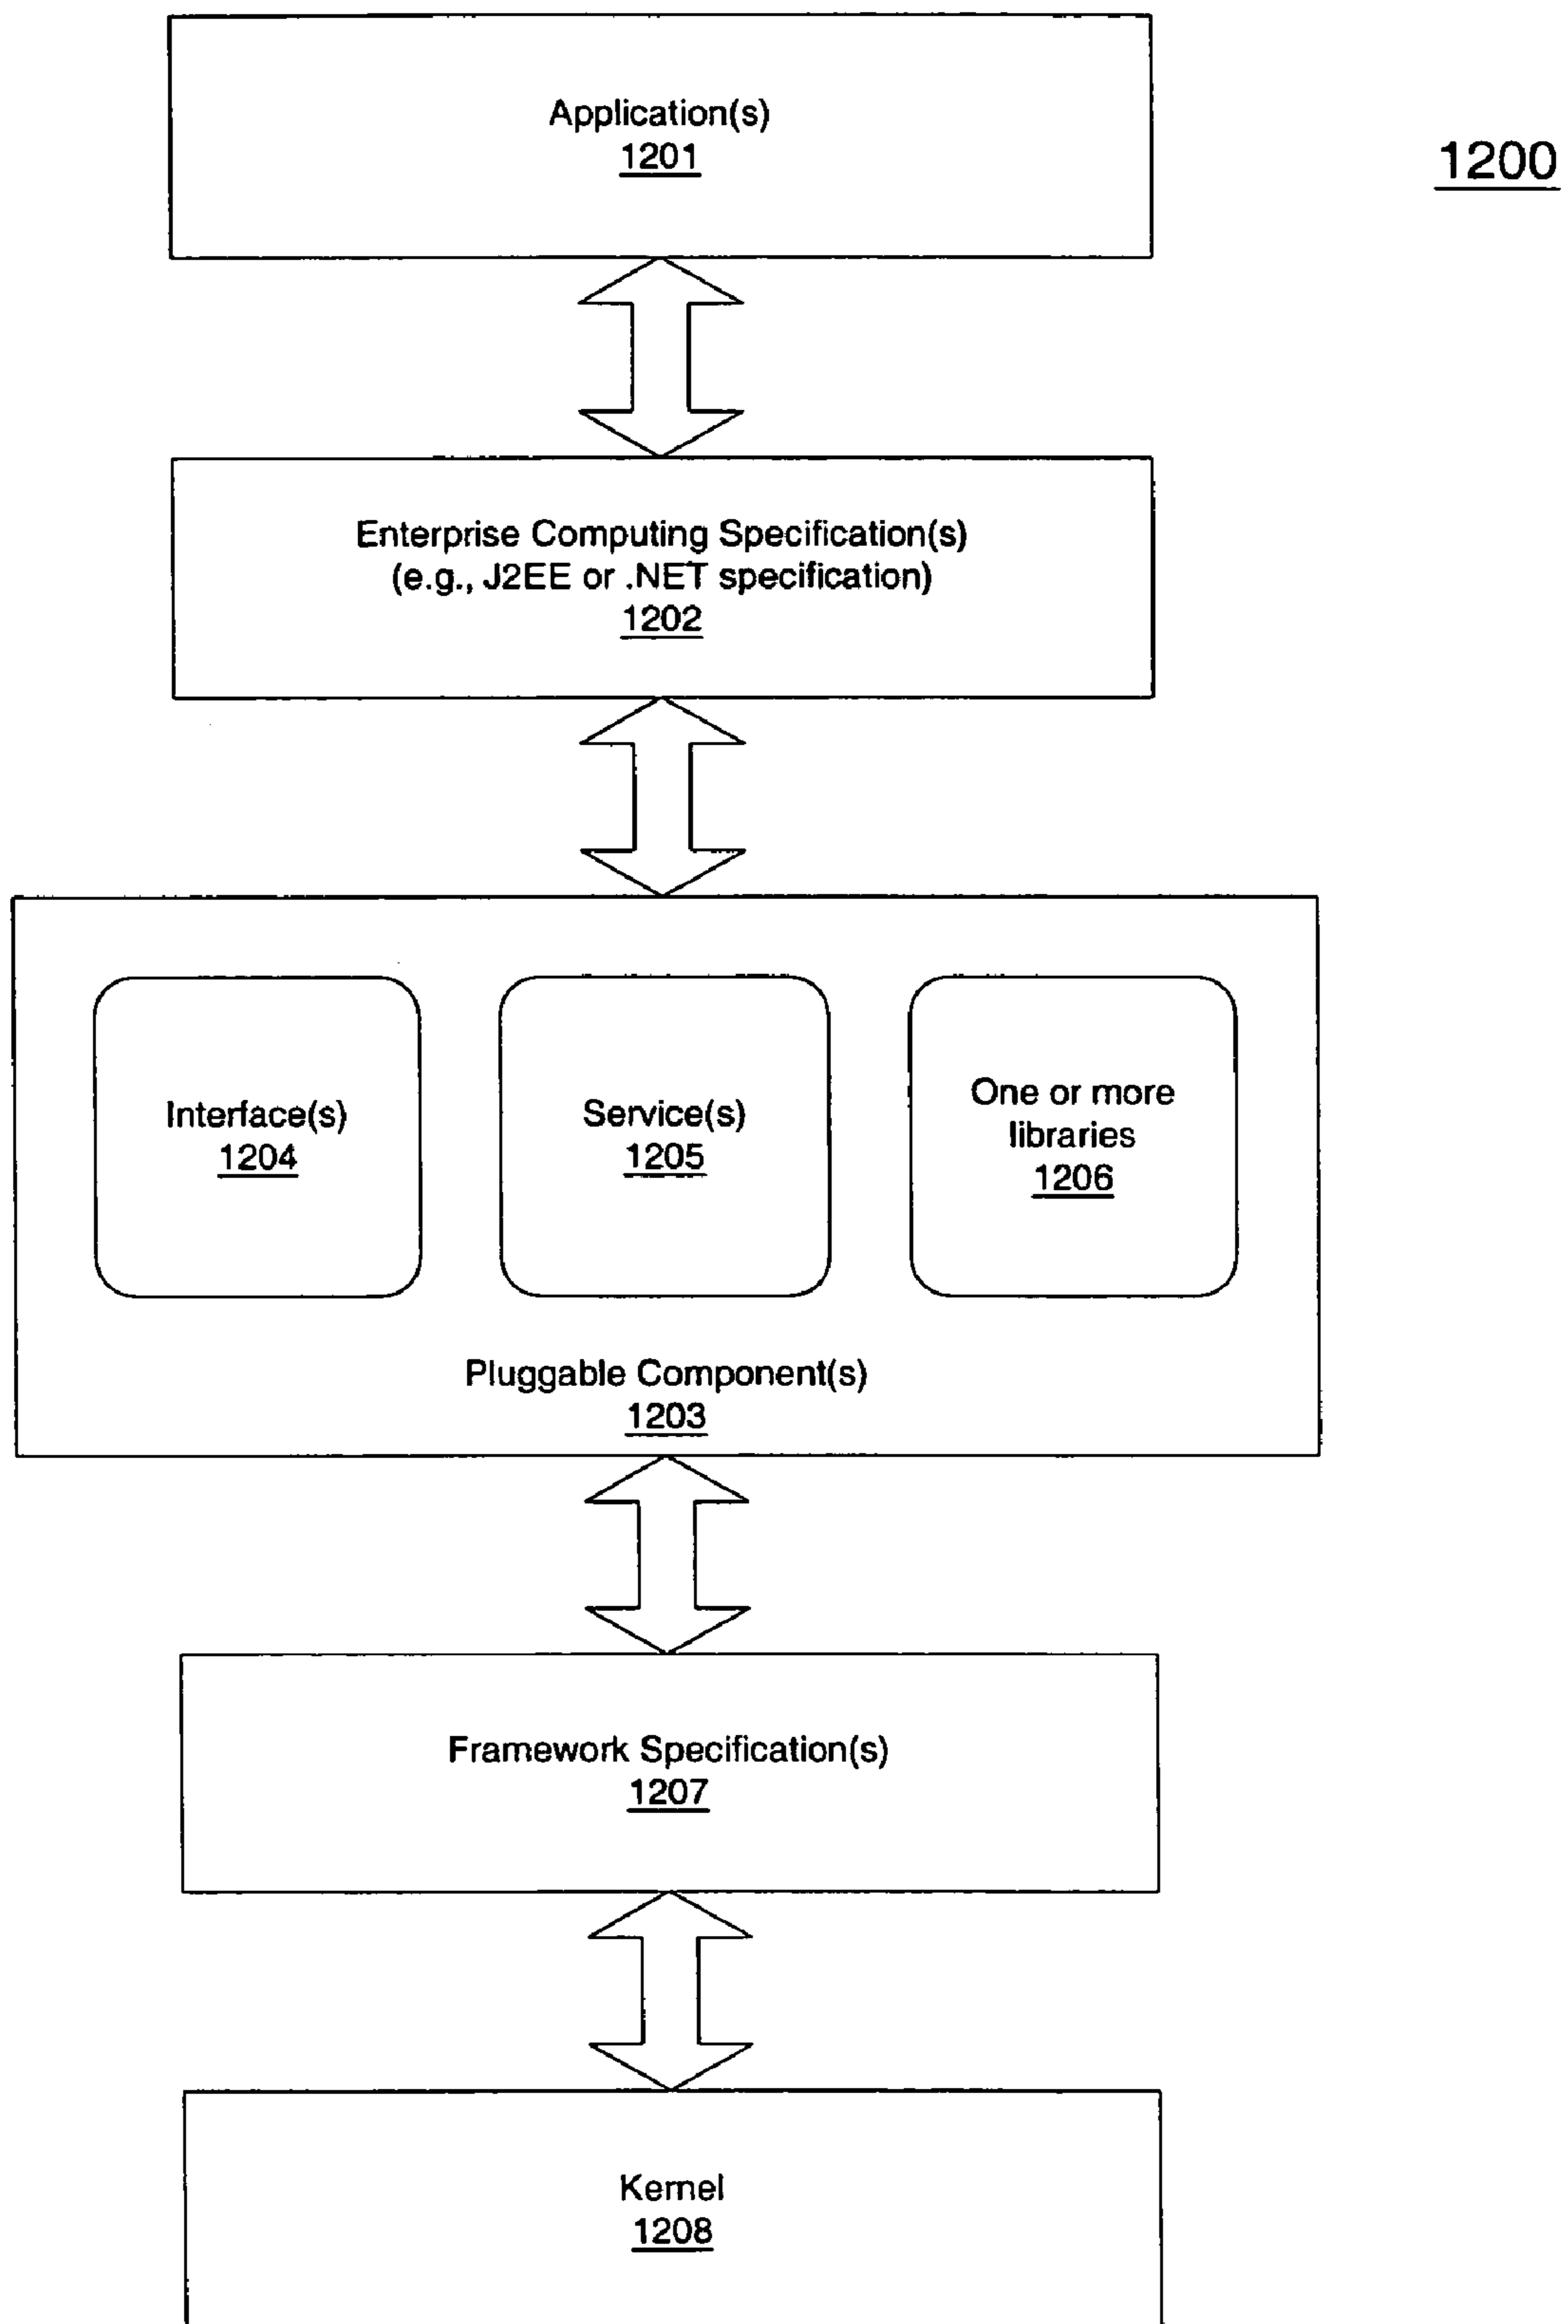 Application(s)
1201
1200
Enterprise Computing Specification(s)
(e.g., J2EE or .NET specification)
1202
Interface(s)
1204
Service(s)
1205
One or more
libraries
1206
Pluggable Component(s)
1203
Framework Specification(s)
1207
Kernel
1208